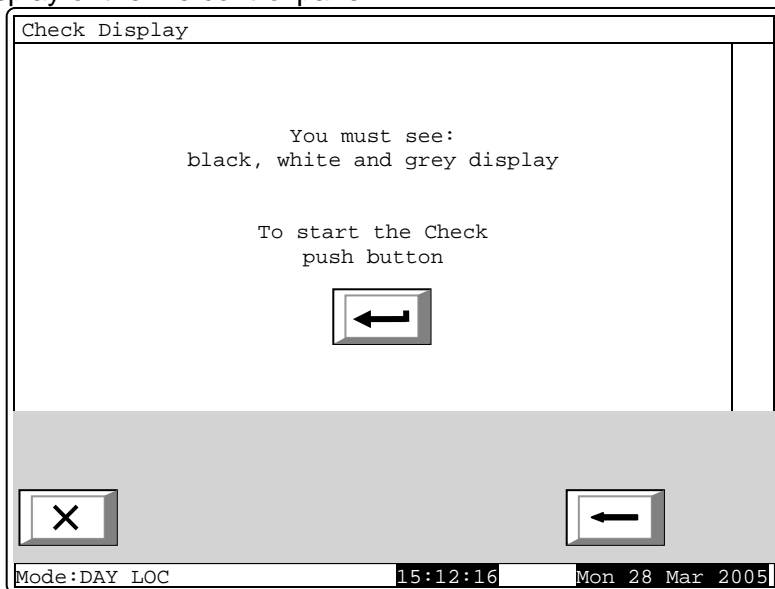 Check Display
You must see:
black, white and grey display
To start the Check
push button
Mode:DAY LOC 15:12:16 Mon 28 Mar 2005